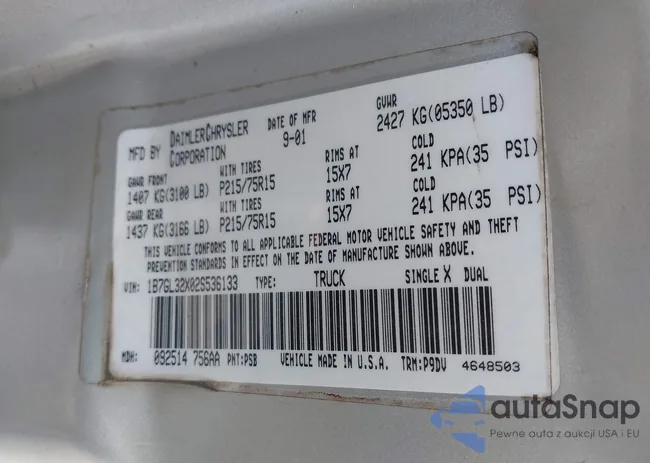 MFD BY DAIMLERCHRYSLER CORPORATION DATE OF MFR 9-01 GVWR 2427 KG(05350 LB)
GAWR FRONT WITH TIRES RIMS AT COLD
1407 KG(3100 LB) P215/75R15 15X7 241 KPA(35 PSI)
GAWR REAR WITH TIRES RIMS AT COLD
1437 KG(3166 LB) P215/75R15 15X7 241 KPA(35 PSI)
THIS VEHICLE CONFORMS TO ALL APPLICABLE FEDERAL MOTOR VEHICLE SAFETY AND THEFT
PREVENTION STANDARDS IN EFFECT ON THE DATE OF MANUFACTURE SHOWN ABOVE.
VIN: 1B7GL32X02S536133 TYPE: TRUCK SINGLE X DUAL
MDH: 092514 756AA PNT:PSB VEHICLE MADE IN U.S.A. TRM:P9DV 4648503
autaSnap
Pewne auta z aukcji USA i EU